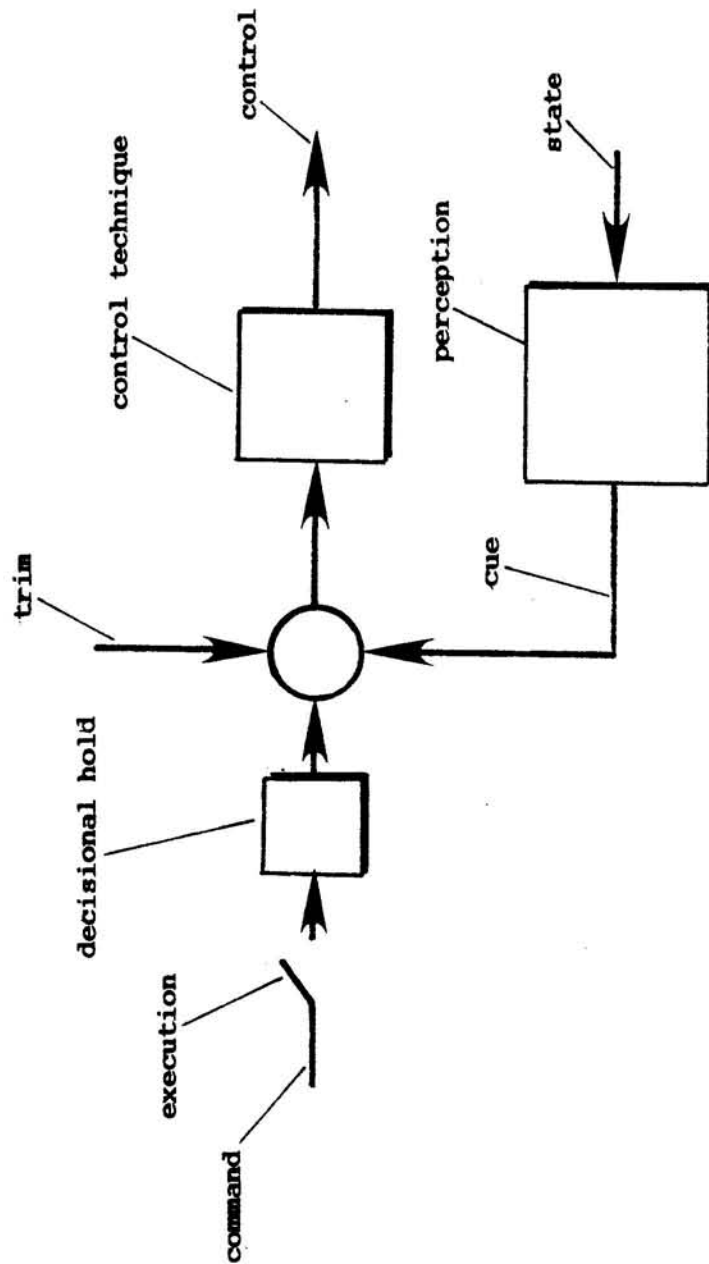 command
execution
decisional hold
trim
control technique
control
cue
perception
state